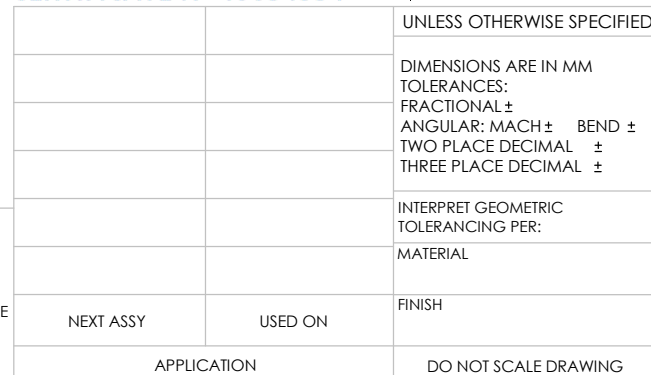 UNLESS OTHERWISE SPECIFIED
DIMENSIONS ARE IN MM
TOLERANCES:
FRACTIONAL ±
ANGULAR: MACH ± BEND ±
TWO PLACE DECIMAL ±
THREE PLACE DECIMAL ±
INTERPRET GEOMETRIC
TOLERANCING PER:
MATERIAL
FINISH
E
NEXT ASSY USED ON
APPLICATION DO NOT SCALE DRAWING